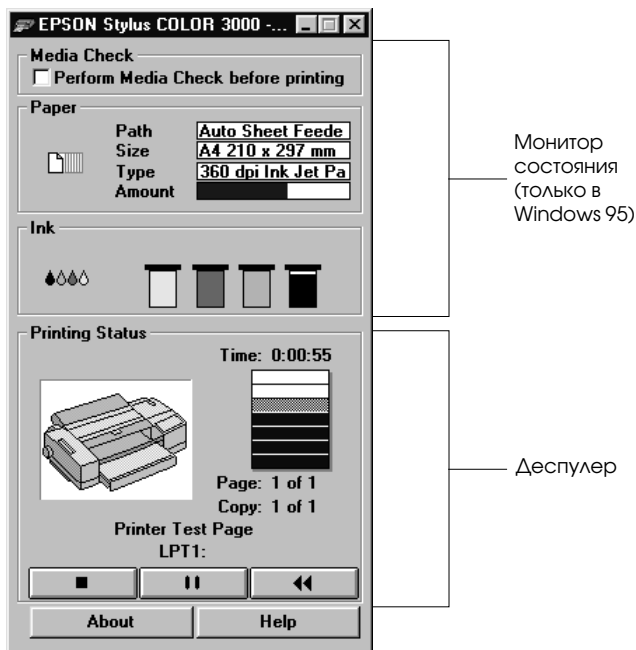 EPSON Stylus COLOR 3000 -...
Media Check
Perform Media Check before printing
Paper
Path Auto Sheet Feede
Size A4 210 x 297 mm
Type 360 dpi Ink Jet Pa
Amount
Ink
Printing Status
Time: 0:00:55
Page: 1 of 1
Copy: 1 of 1
Printer Test Page
LPT1:
About Help
Монитор
состояния
(только в
Windows 95)
Деспулер